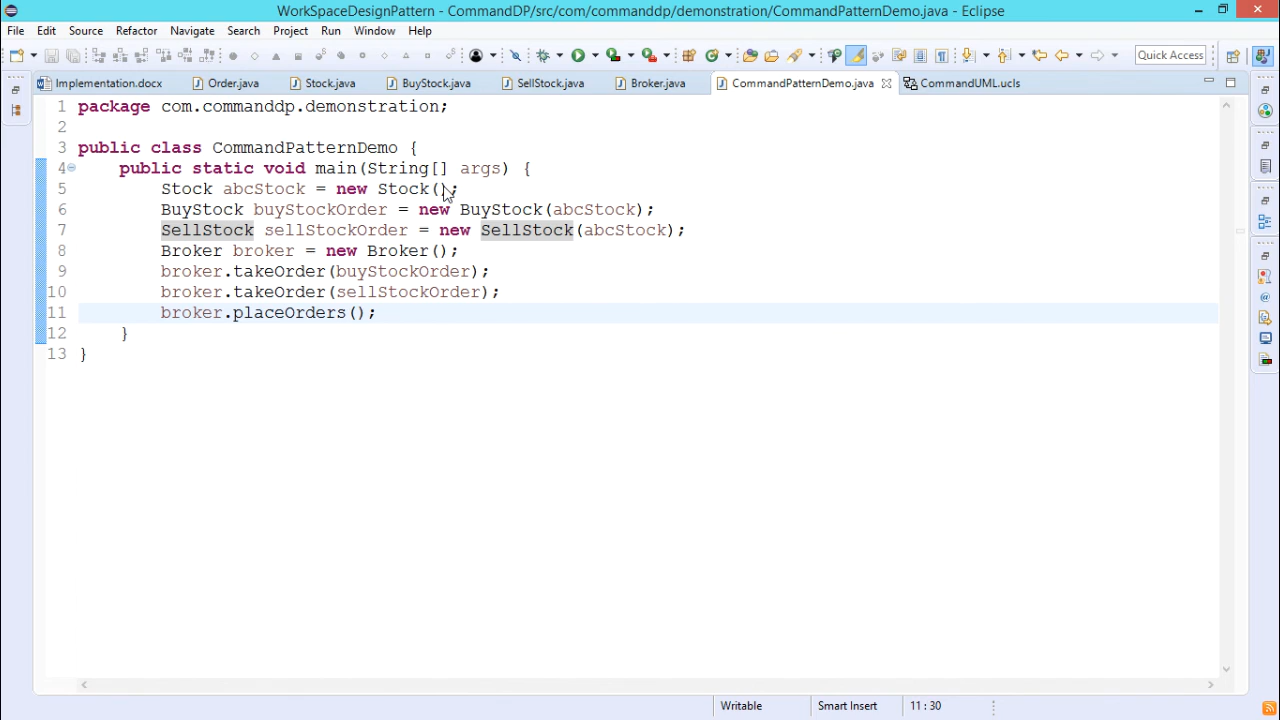 WorkSpaceDesignPattern - CommandDP/src/com/commanddp/demonstration/CommandPatternDemo.java - Eclipse
File Edit Source Refactor Navigate Search Project Run Window Help
Quick Access
Implementation.docx Order.java Stock.java BuyStock.java SellStock.java Broker.java CommandPatternDemo.java CommandUML.ucls
1 package com.commanddp.demonstration;
2
3 public class CommandPatternDemo {
4 public static void main(String[] args) {
5 Stock abcStock = new Stock();
6 BuyStock buyStockOrder = new BuyStock(abcStock);
7 SellStock sellStockOrder = new SellStock(abcStock);
8 Broker broker = new Broker();
9 broker.takeOrder(buyStockOrder);
10 broker.takeOrder(sellStockOrder);
11 broker.placeOrders();
12 }
13 }
Writable Smart Insert 11 : 30